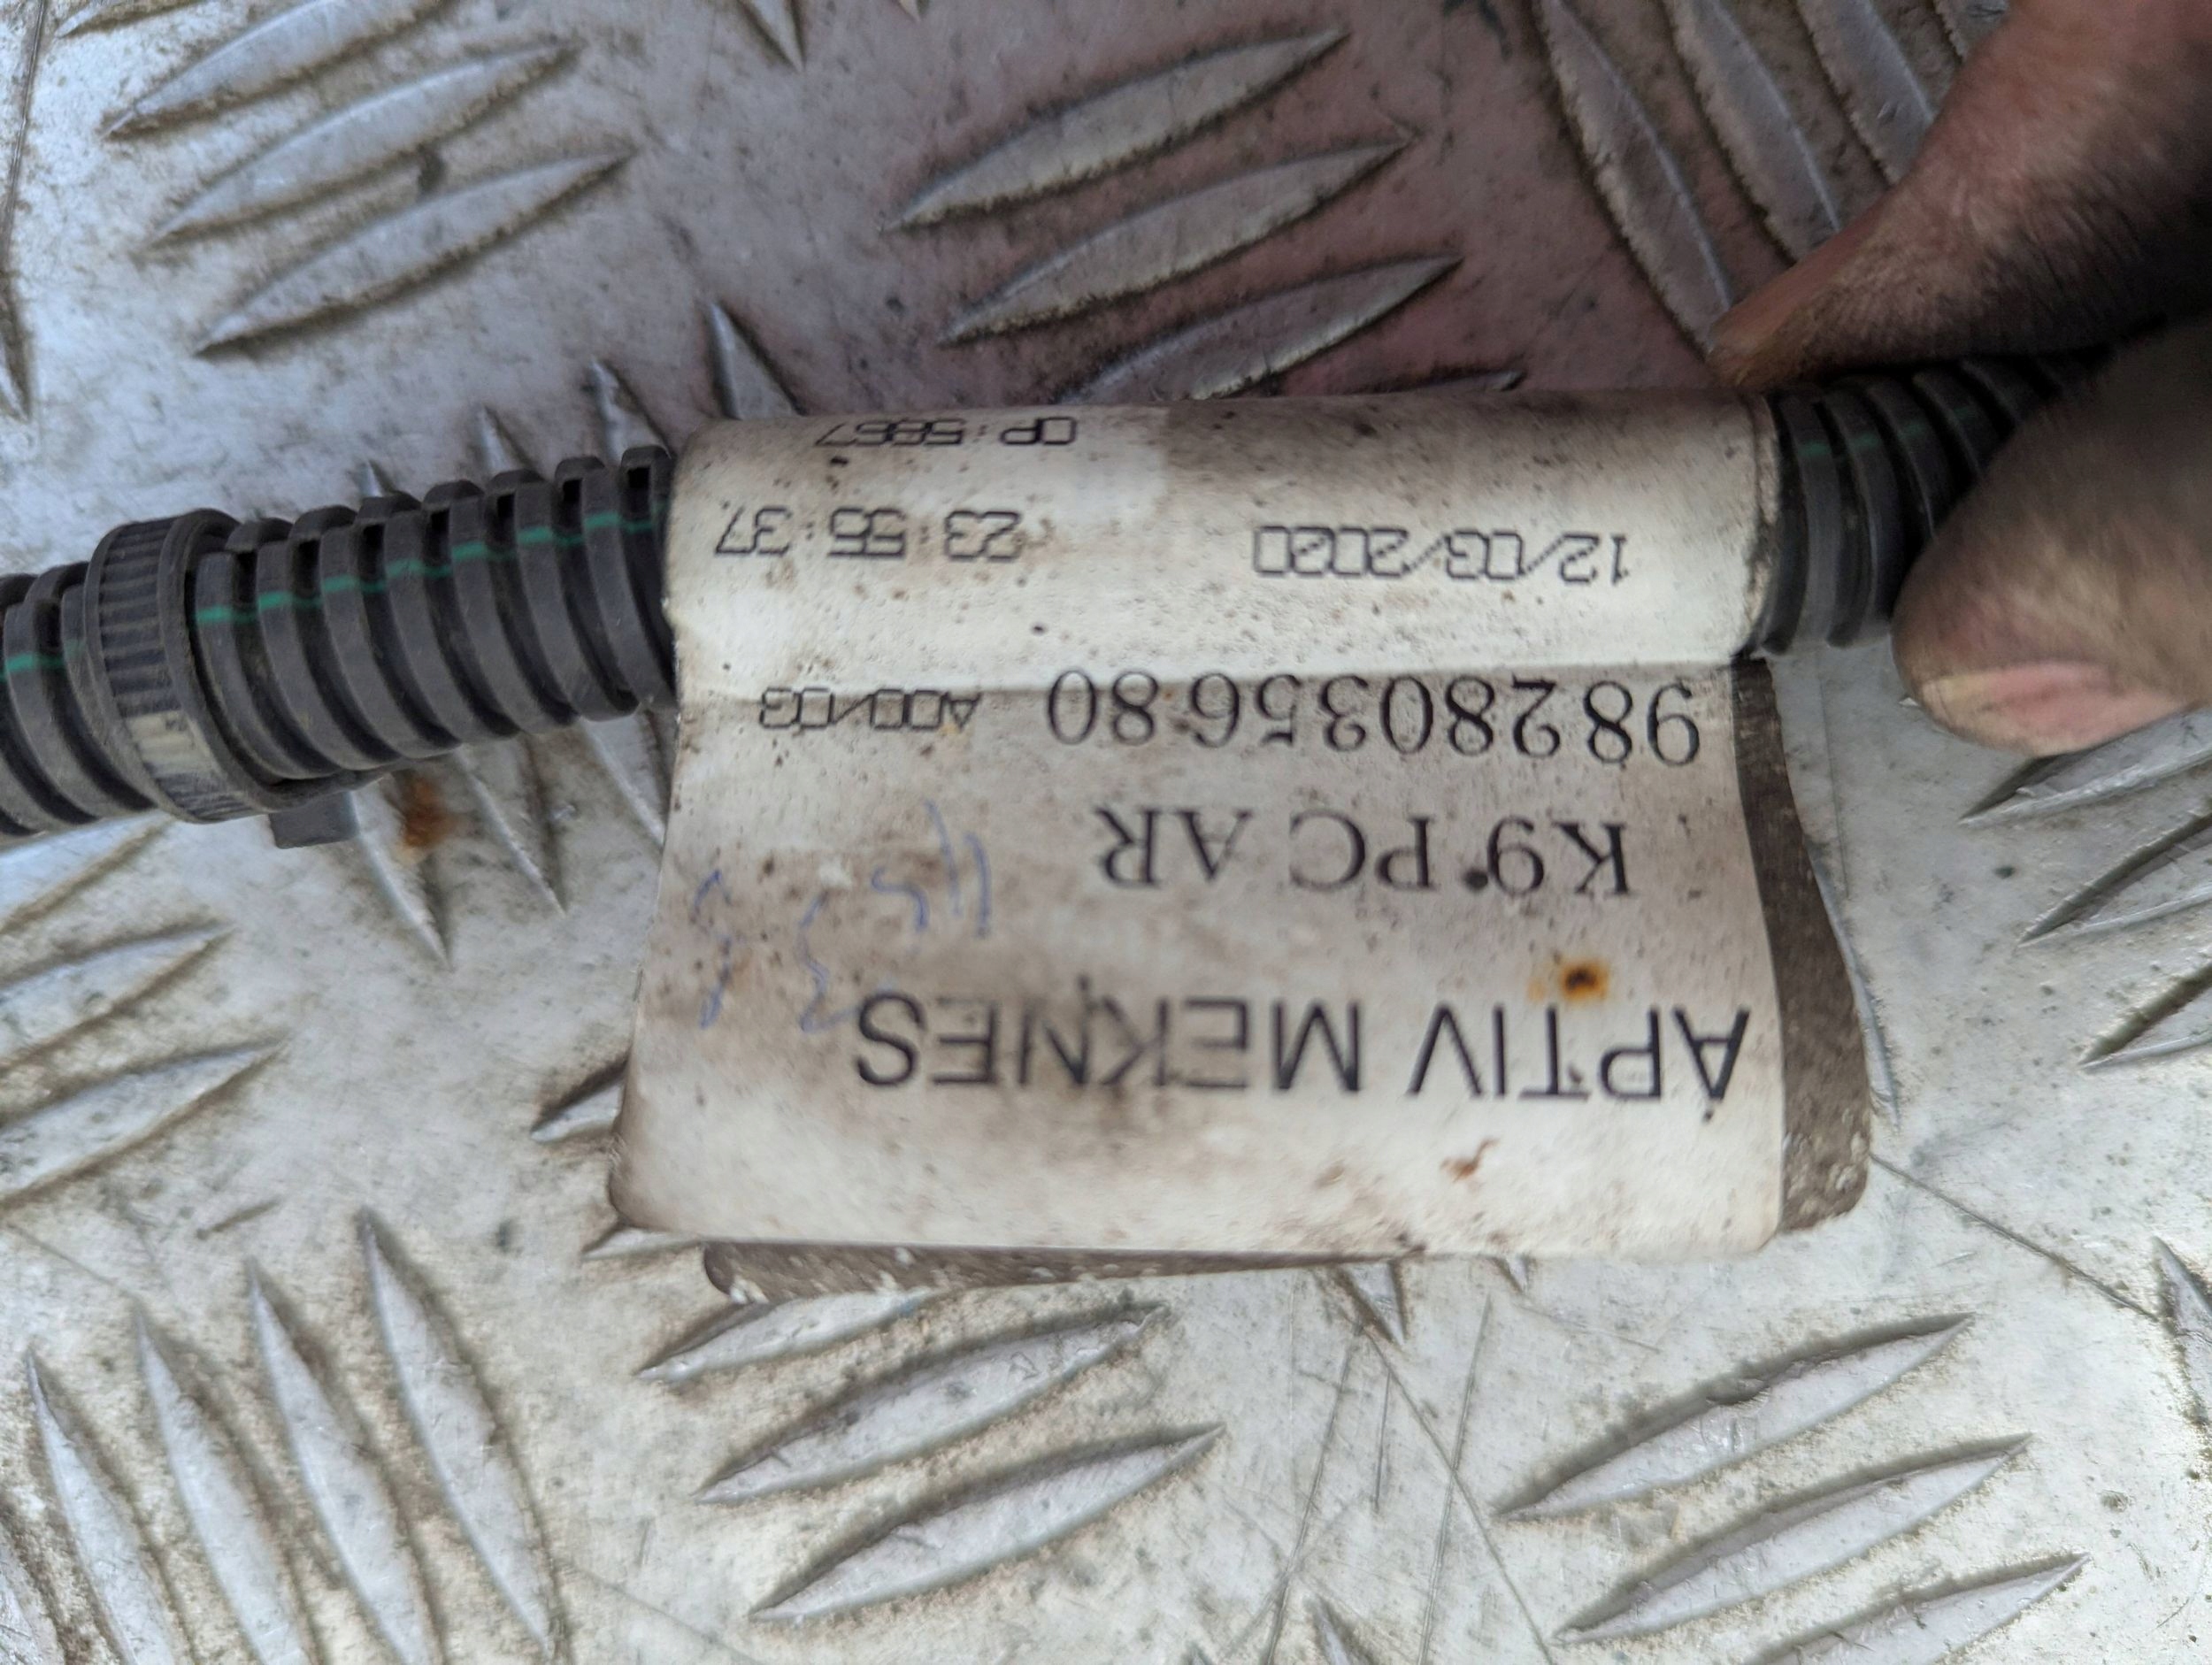 APTIV MEKNES
K9 PC AR
9828035680 A00/03
12/03/2020 23:55:37
OP:5867